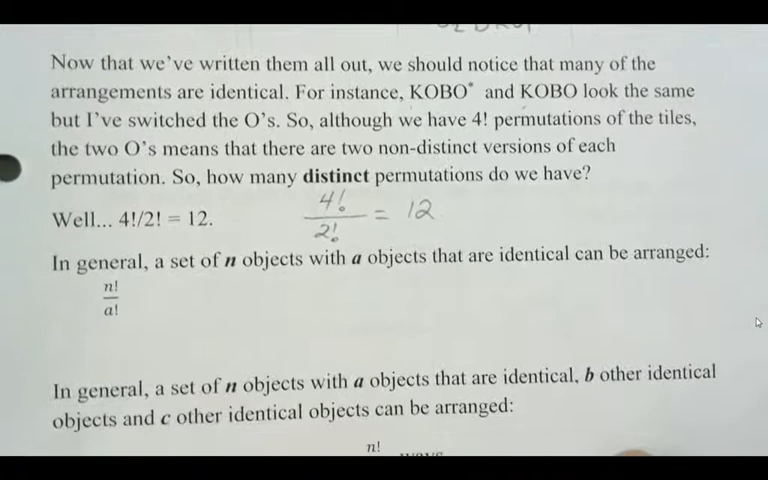 Now that we've written them all out, we should notice that many of the
arrangements are identical. For instance, KOBO* and KOBO look the same
but I've switched the O's. So, although we have 4! permutations of the tiles,
the two O's means that there are two non-distinct versions of each
permutation. So, how many distinct permutations do we have?
Well... 4!/2! = 12.
4!/2! = 12
In general, a set of n objects with a objects that are identical can be arranged:
n!
a!
In general, a set of n objects with a objects that are identical, b other identical
objects and c other identical objects can be arranged:
n!